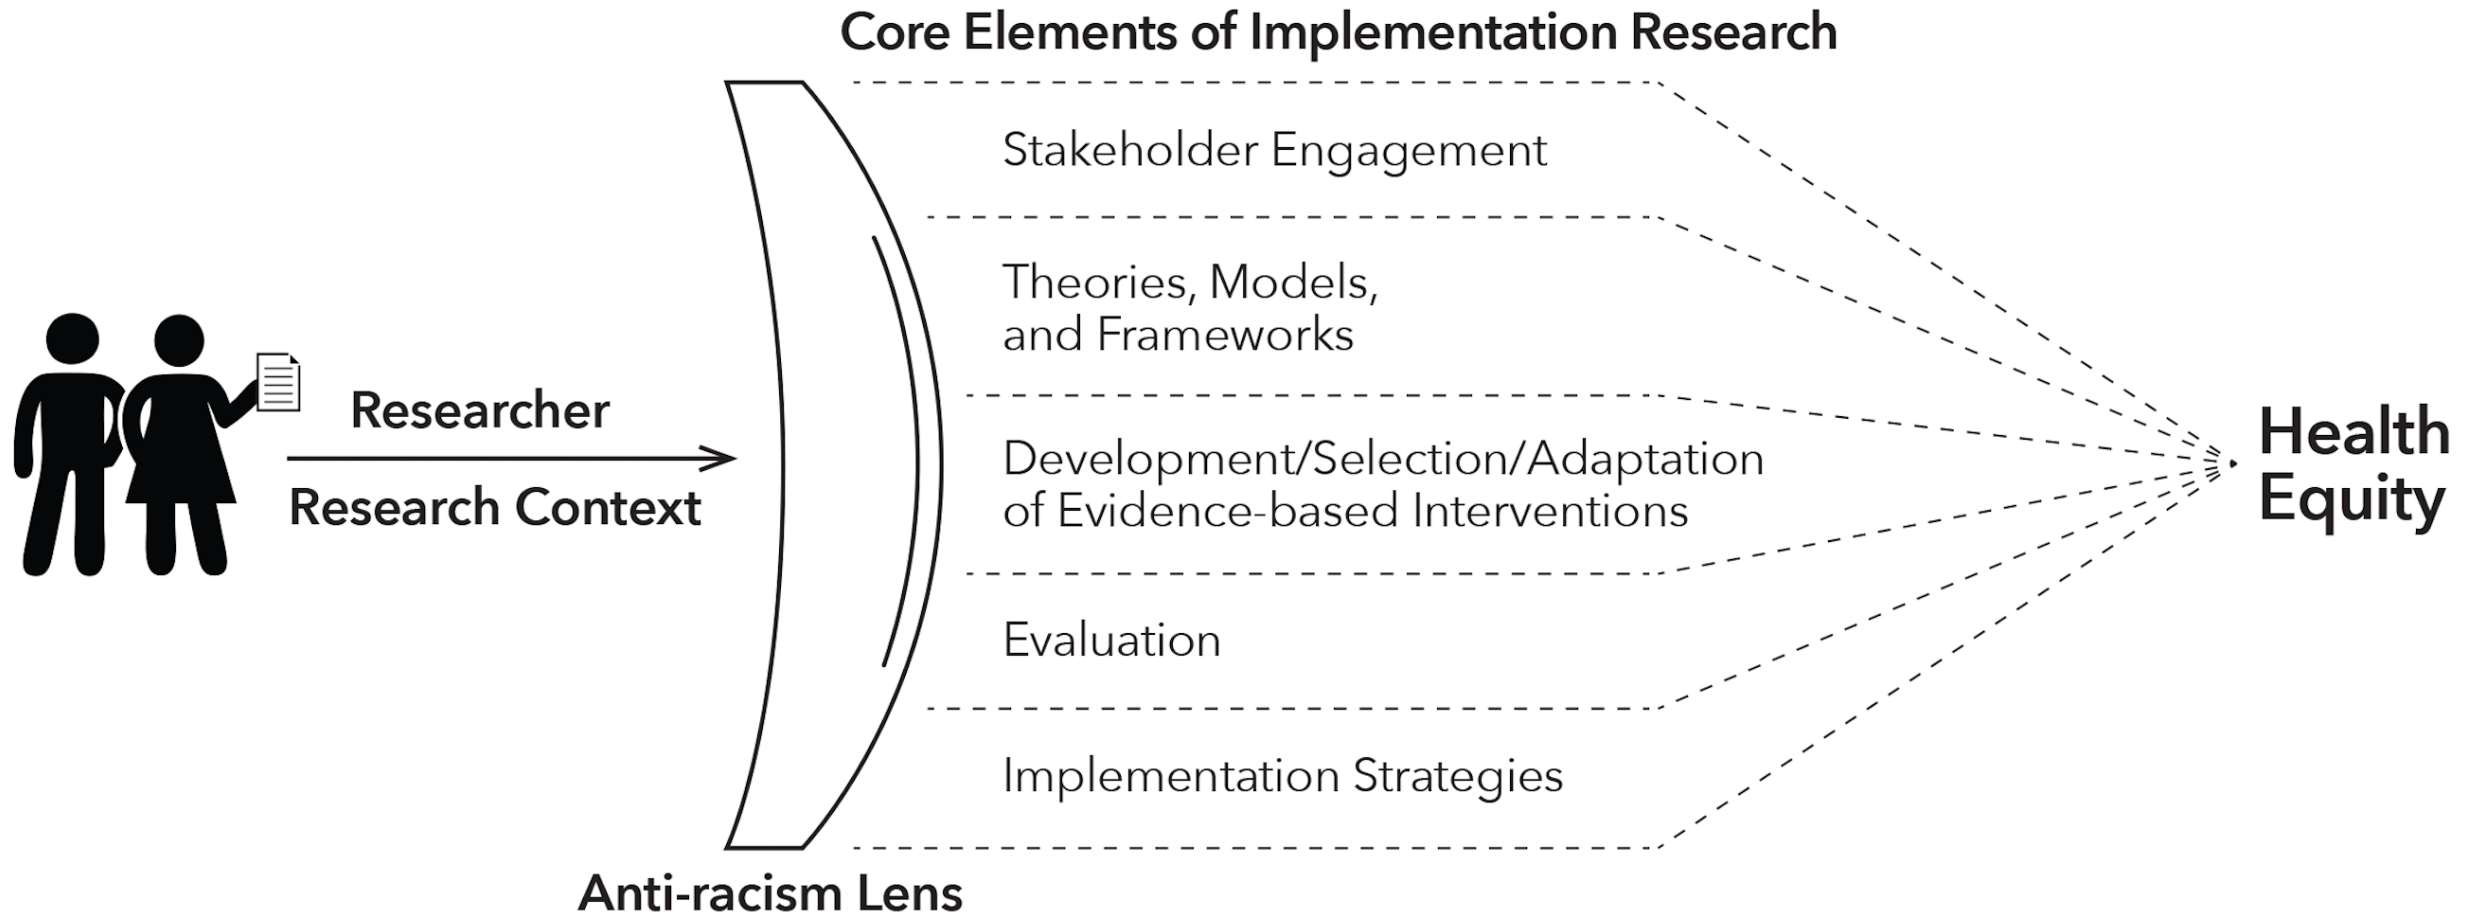 Core Elements of Implementation Research
Stakeholder Engagement
Theories, Models,
and Frameworks
Researcher
Research Context
Development/Selection/Adaptation
of Evidence-based Interventions
Health
Equity
Evaluation
Implementation Strategies
Anti-racism Lens